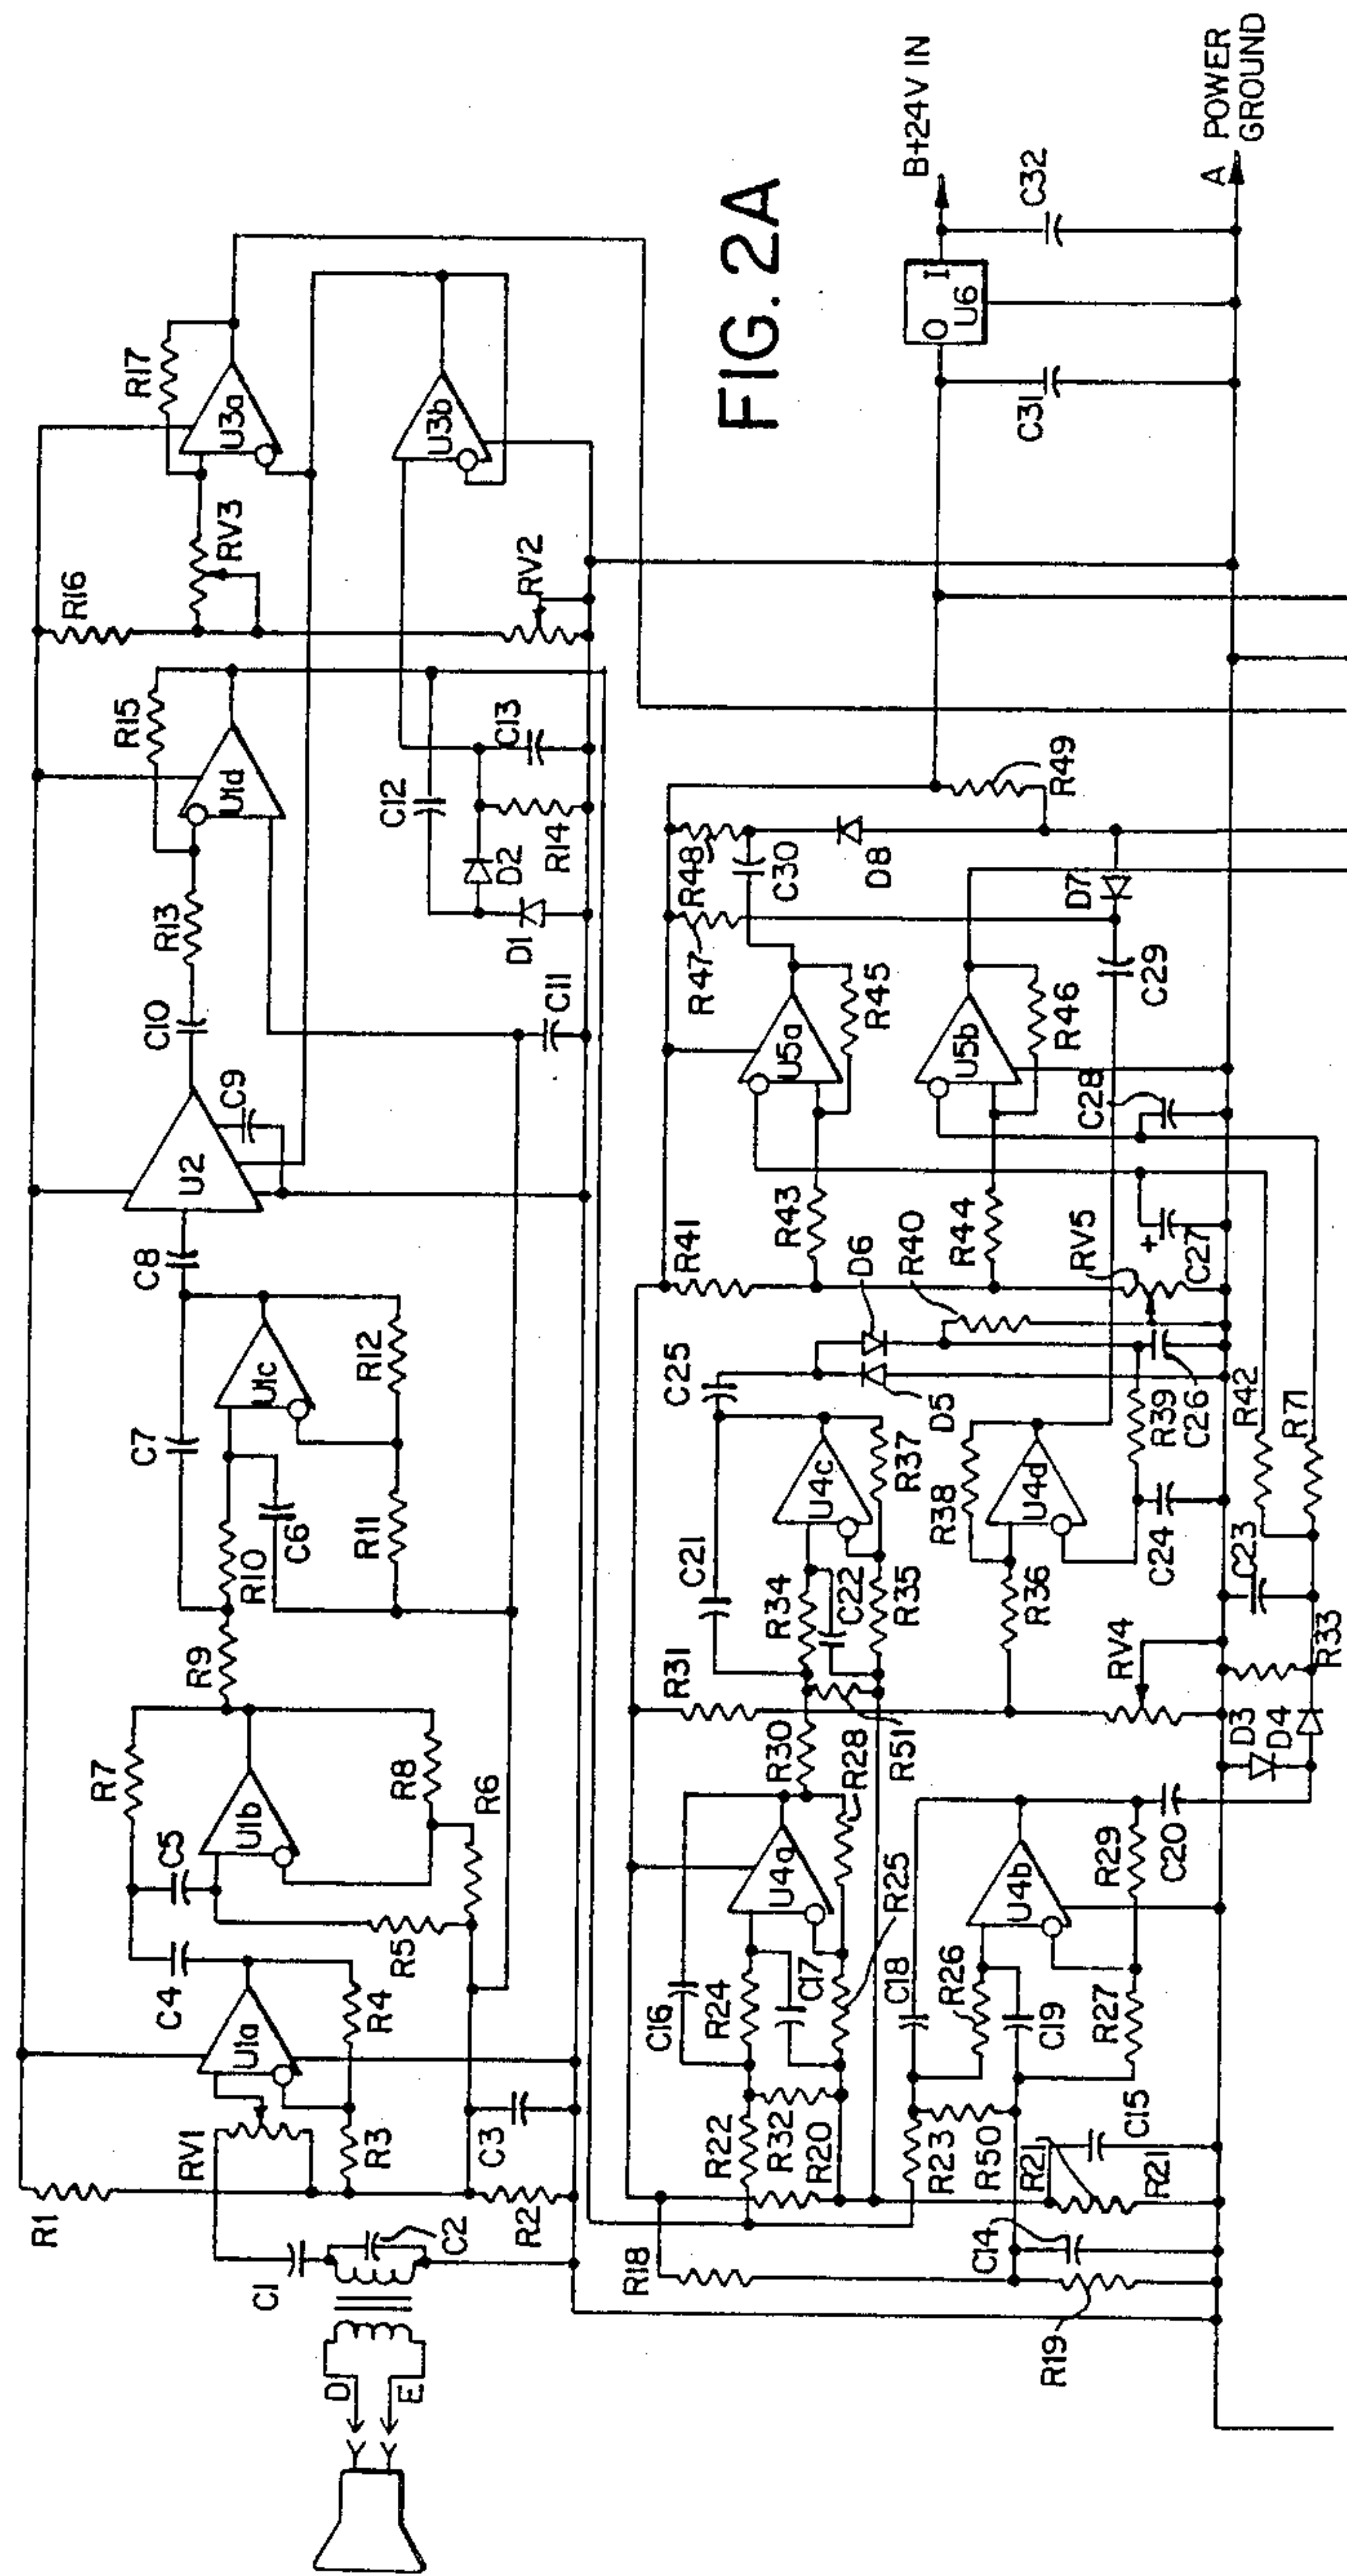 R1
RV1
C1
C2
D
E
R2
R3
C3
U1a
R4
C4
R5
C5
R7
U1b
R8
R6
R9
R10
C6
C7
R11
U1c
R12
C8
U2
C9
C10
R13
C11
R15
U1d
C12
D1
D2
R14
C13
R16
RV3
RV2
R17
U3a
U3b
FIG. 2A
R18
R19
C14
R22
R32
R20
R23
R50
R21
R21
C15
C16
R24
C17
R25
U4a
R28
C18
R26
C19
R27
U4b
R29
C20
R30
R31
R51
D3
D4
RV4
R33
C21
R34
C22
R35
U4c
R37
R36
R38
U4d
C23
C24
C25
D5
D6
R39
C26
R40
R42
R71
R41
R43
R44
RV5
+
C27
C28
U5a
R45
U5b
R46
C29
R47
R48
C30
D7
D8
R49
C31
O
I
U6
C32
B+24V IN
A
POWER
GROUND